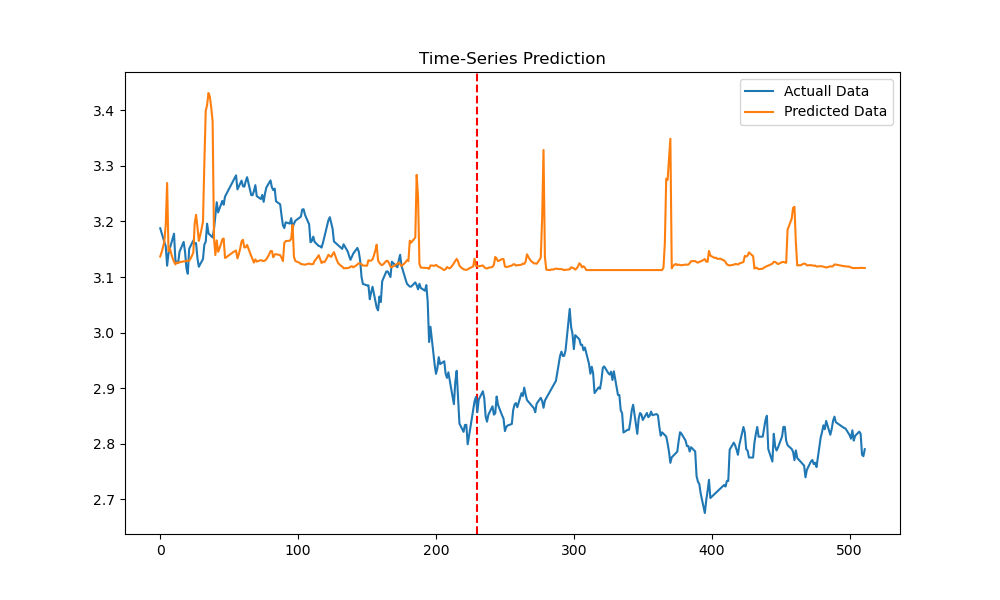 Time-Series Prediction
Actuall Data
Predicted Data
3.4
3.3
3.2
3.1
3.0
2.9
2.8
2.7
0 100 200 300 400 500